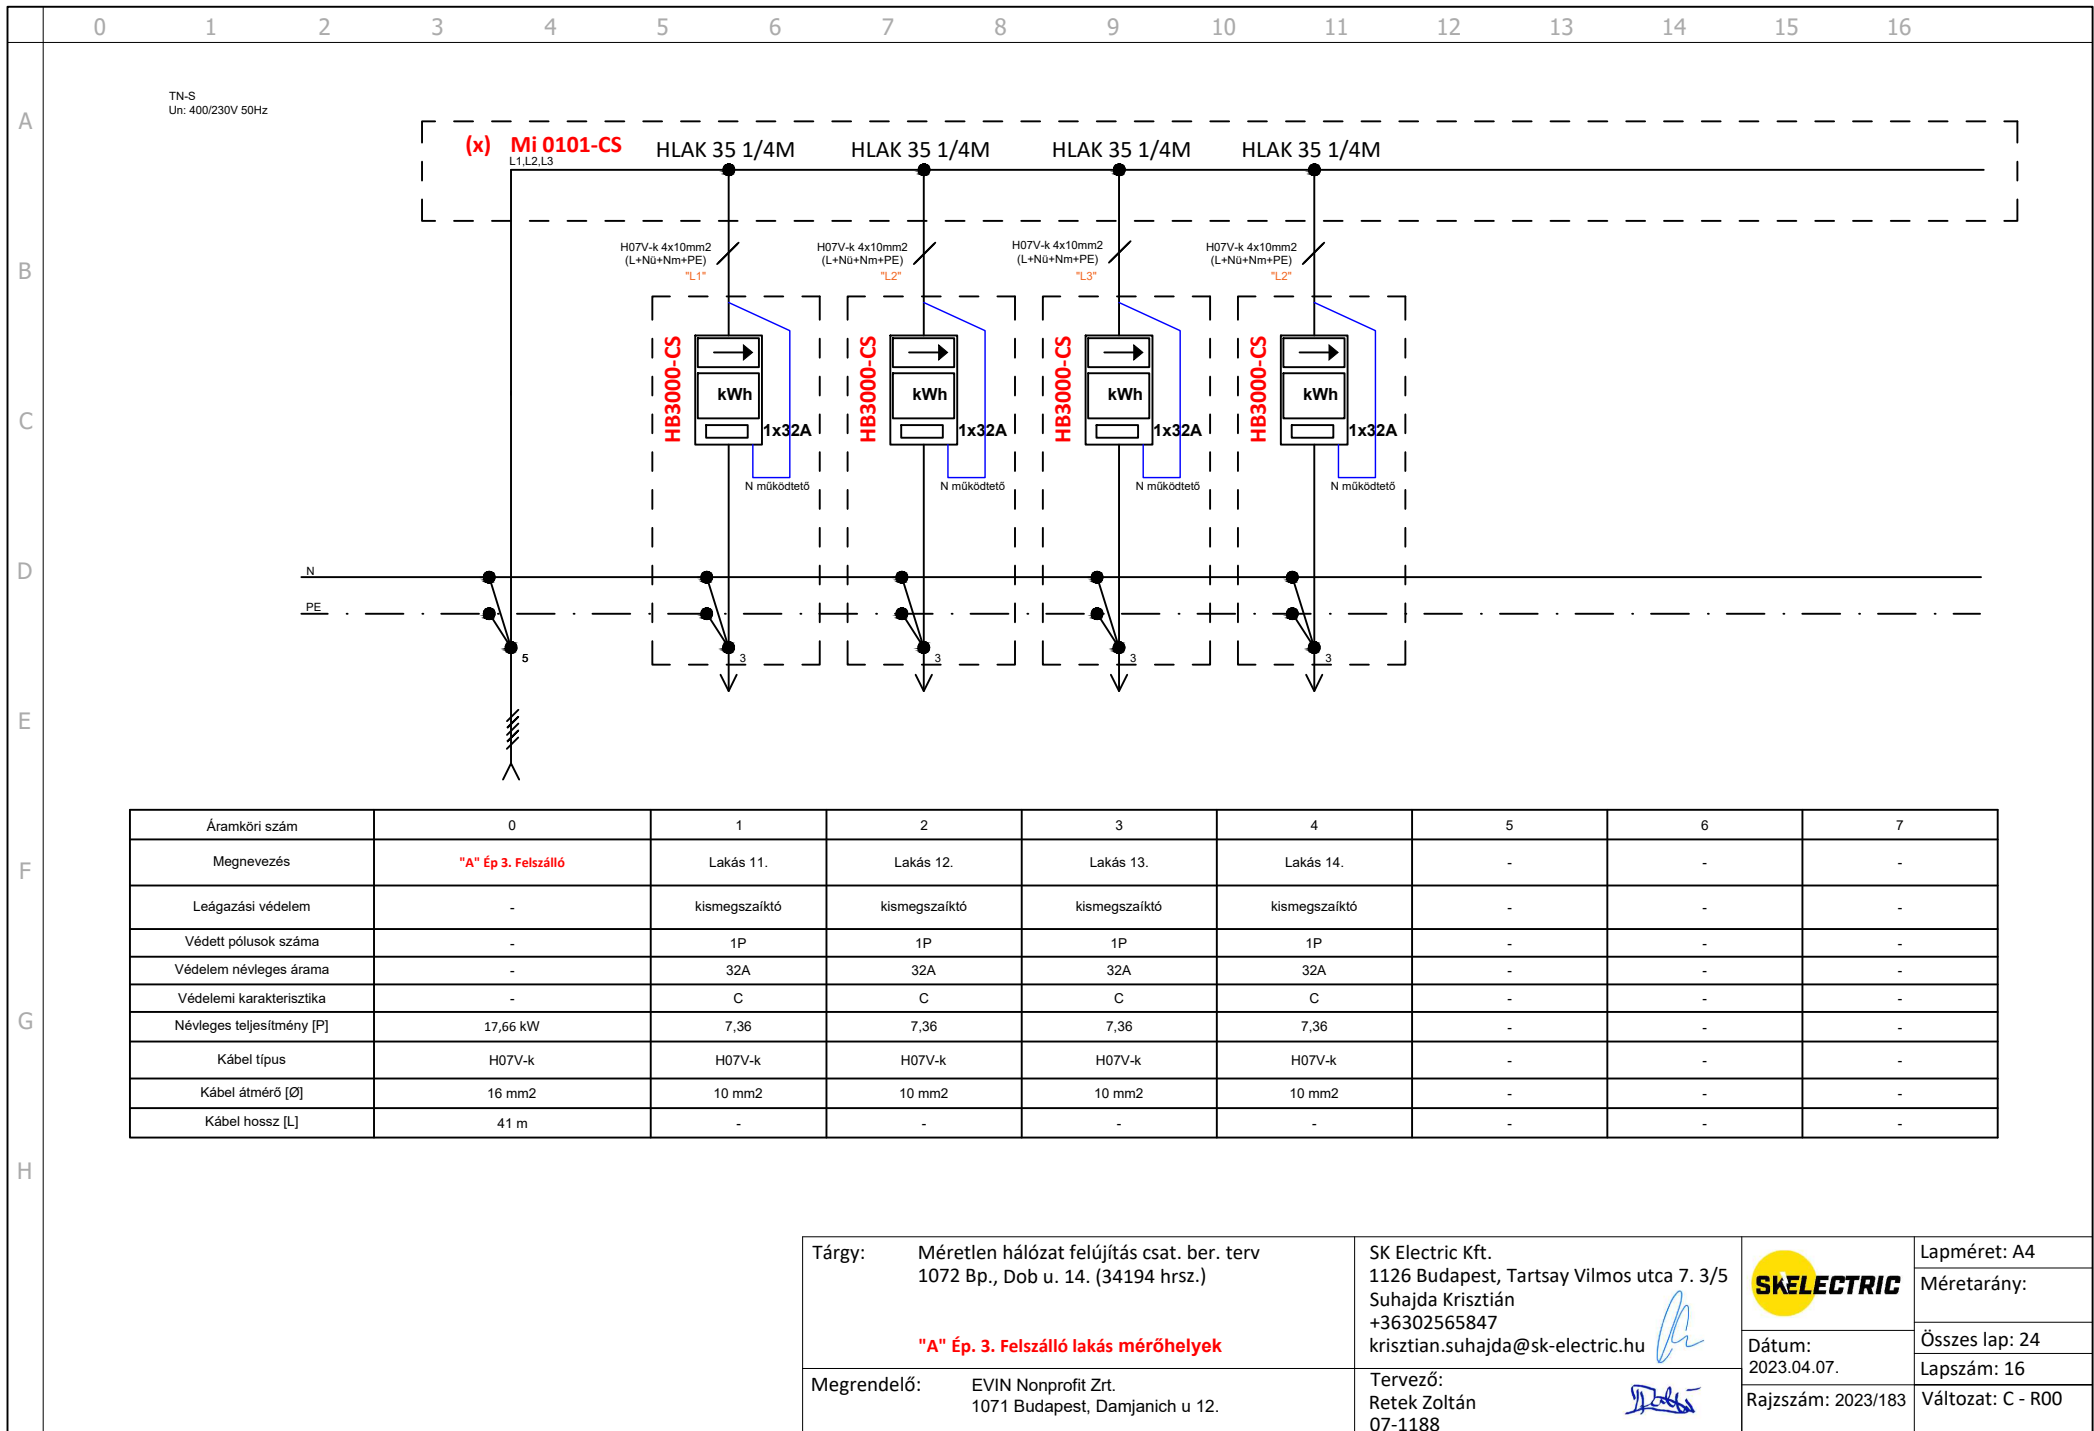 0 1 2 3 4 5 6 7 8 9 10 11 12 13 14 15 16
A
B
C
D
E
F
G
H
TN-S
Un: 400/230V 50Hz
(x) Mi 0101-CS
L1,L2,L3
HLAK 35 1/4M HLAK 35 1/4M HLAK 35 1/4M HLAK 35 1/4M
H07V-k 4x10mm2
(L+Nü+Nm+PE)
"L1"
H07V-k 4x10mm2
(L+Nü+Nm+PE)
"L2"
H07V-k 4x10mm2
(L+Nü+Nm+PE)
"L3"
H07V-k 4x10mm2
(L+Nü+Nm+PE)
"L2"
HB3000-CS
kWh
1x32A
N működtető
HB3000-CS
kWh
1x32A
N működtető
HB3000-CS
kWh
1x32A
N működtető
HB3000-CS
kWh
1x32A
N működtető
N
PE
5 3 3 3 3
Áramköri szám 0 1 2 3 4 5 6 7
Megnevezés "A" Ép 3. Felszálló Lakás 11. Lakás 12. Lakás 13. Lakás 14. - - -
Leágazási védelem - kismegszaíktó kismegszaíktó kismegszaíktó kismegszaíktó - - -
Védett pólusok száma - 1P 1P 1P 1P - - -
Védelem névleges árama - 32A 32A 32A 32A - - -
Védelemi karakterisztika - C C C C - - -
Névleges teljesítmény [P] 17,66 kW 7,36 7,36 7,36 7,36 - - -
Kábel típus H07V-k H07V-k H07V-k H07V-k H07V-k - - -
Kábel átmérő [Ø] 16 mm2 10 mm2 10 mm2 10 mm2 10 mm2 - - -
Kábel hossz [L] 41 m - - - - - - -
Tárgy: Méretlen hálózat felújítás csat. ber. terv
1072 Bp., Dob u. 14. (34194 hrsz.)
"A" Ép. 3. Felszálló lakás mérőhelyek
Megrendelő: EVIN Nonprofit Zrt.
1071 Budapest, Damjanich u 12.
SK Electric Kft.
1126 Budapest, Tartsay Vilmos utca 7. 3/5
Suhajda Krisztián
+36302565847
krisztian.suhajda@sk-electric.hu
Tervező:
Retek Zoltán
07-1188
SKELECTRIC
Dátum:
2023.04.07.
Rajzszám: 2023/183
Lapméret: A4
Méretarány:
Összes lap: 24
Lapszám: 16
Változat: C - R00